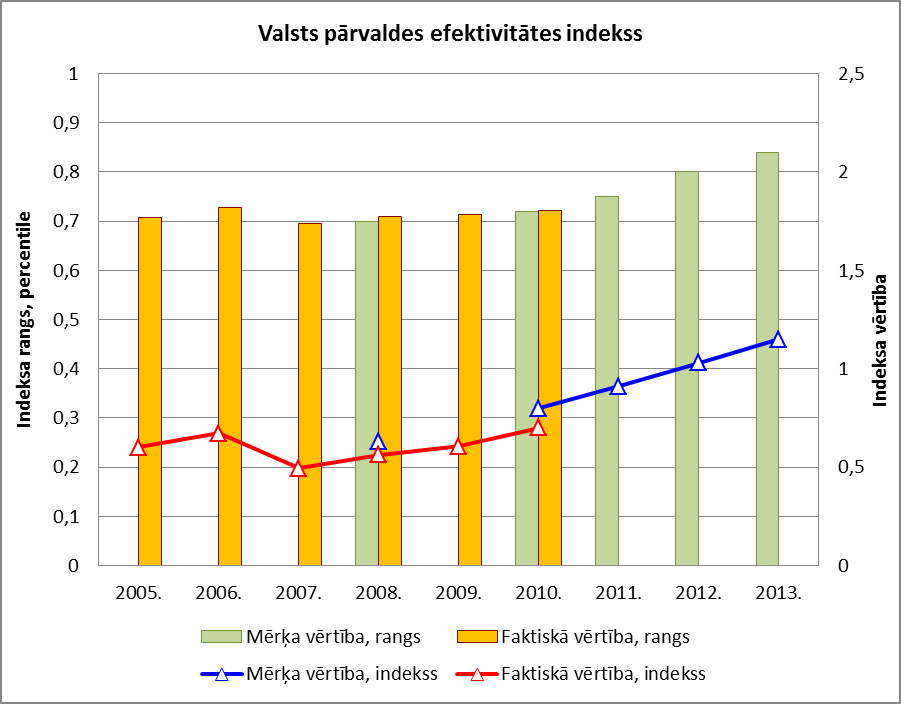 Valsts pārvaldes efektivitātes indekss
1
0,9
0,8
0,7
0,6
0,5
0,4
0,3
0,2
0,1
0
Indeksa rangs, percentile
2,5
2
1,5
1
0,5
0
Indeksa vērtība
2005. 2006. 2007. 2008. 2009. 2010. 2011. 2012. 2013.
Mērķa vērtība, rangs Faktiskā vērtība, rangs
Mērķa vērtība, indekss Faktiskā vērtība, indekss